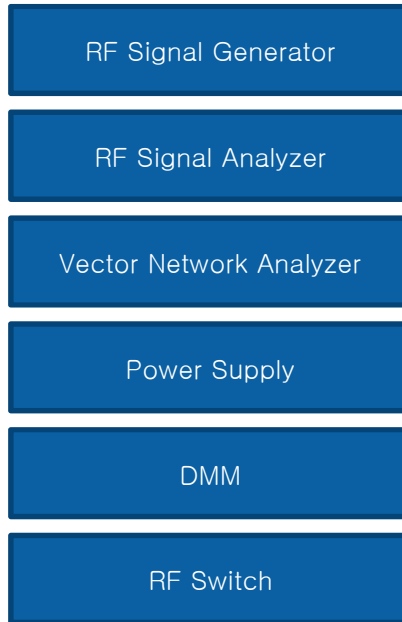 RF Signal Generator
RF Signal Analyzer
Vector Network Analyzer
Power Supply
DMM
RF Switch